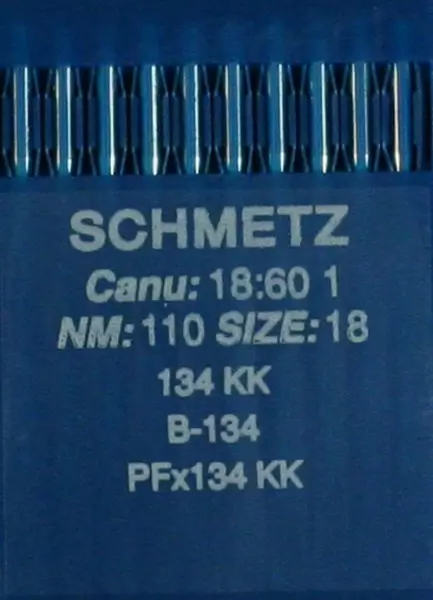 SCHMETZ
Canu: 18:60 1
NM: 110 SIZE: 18
134 KK
B-134
PFx134 KK